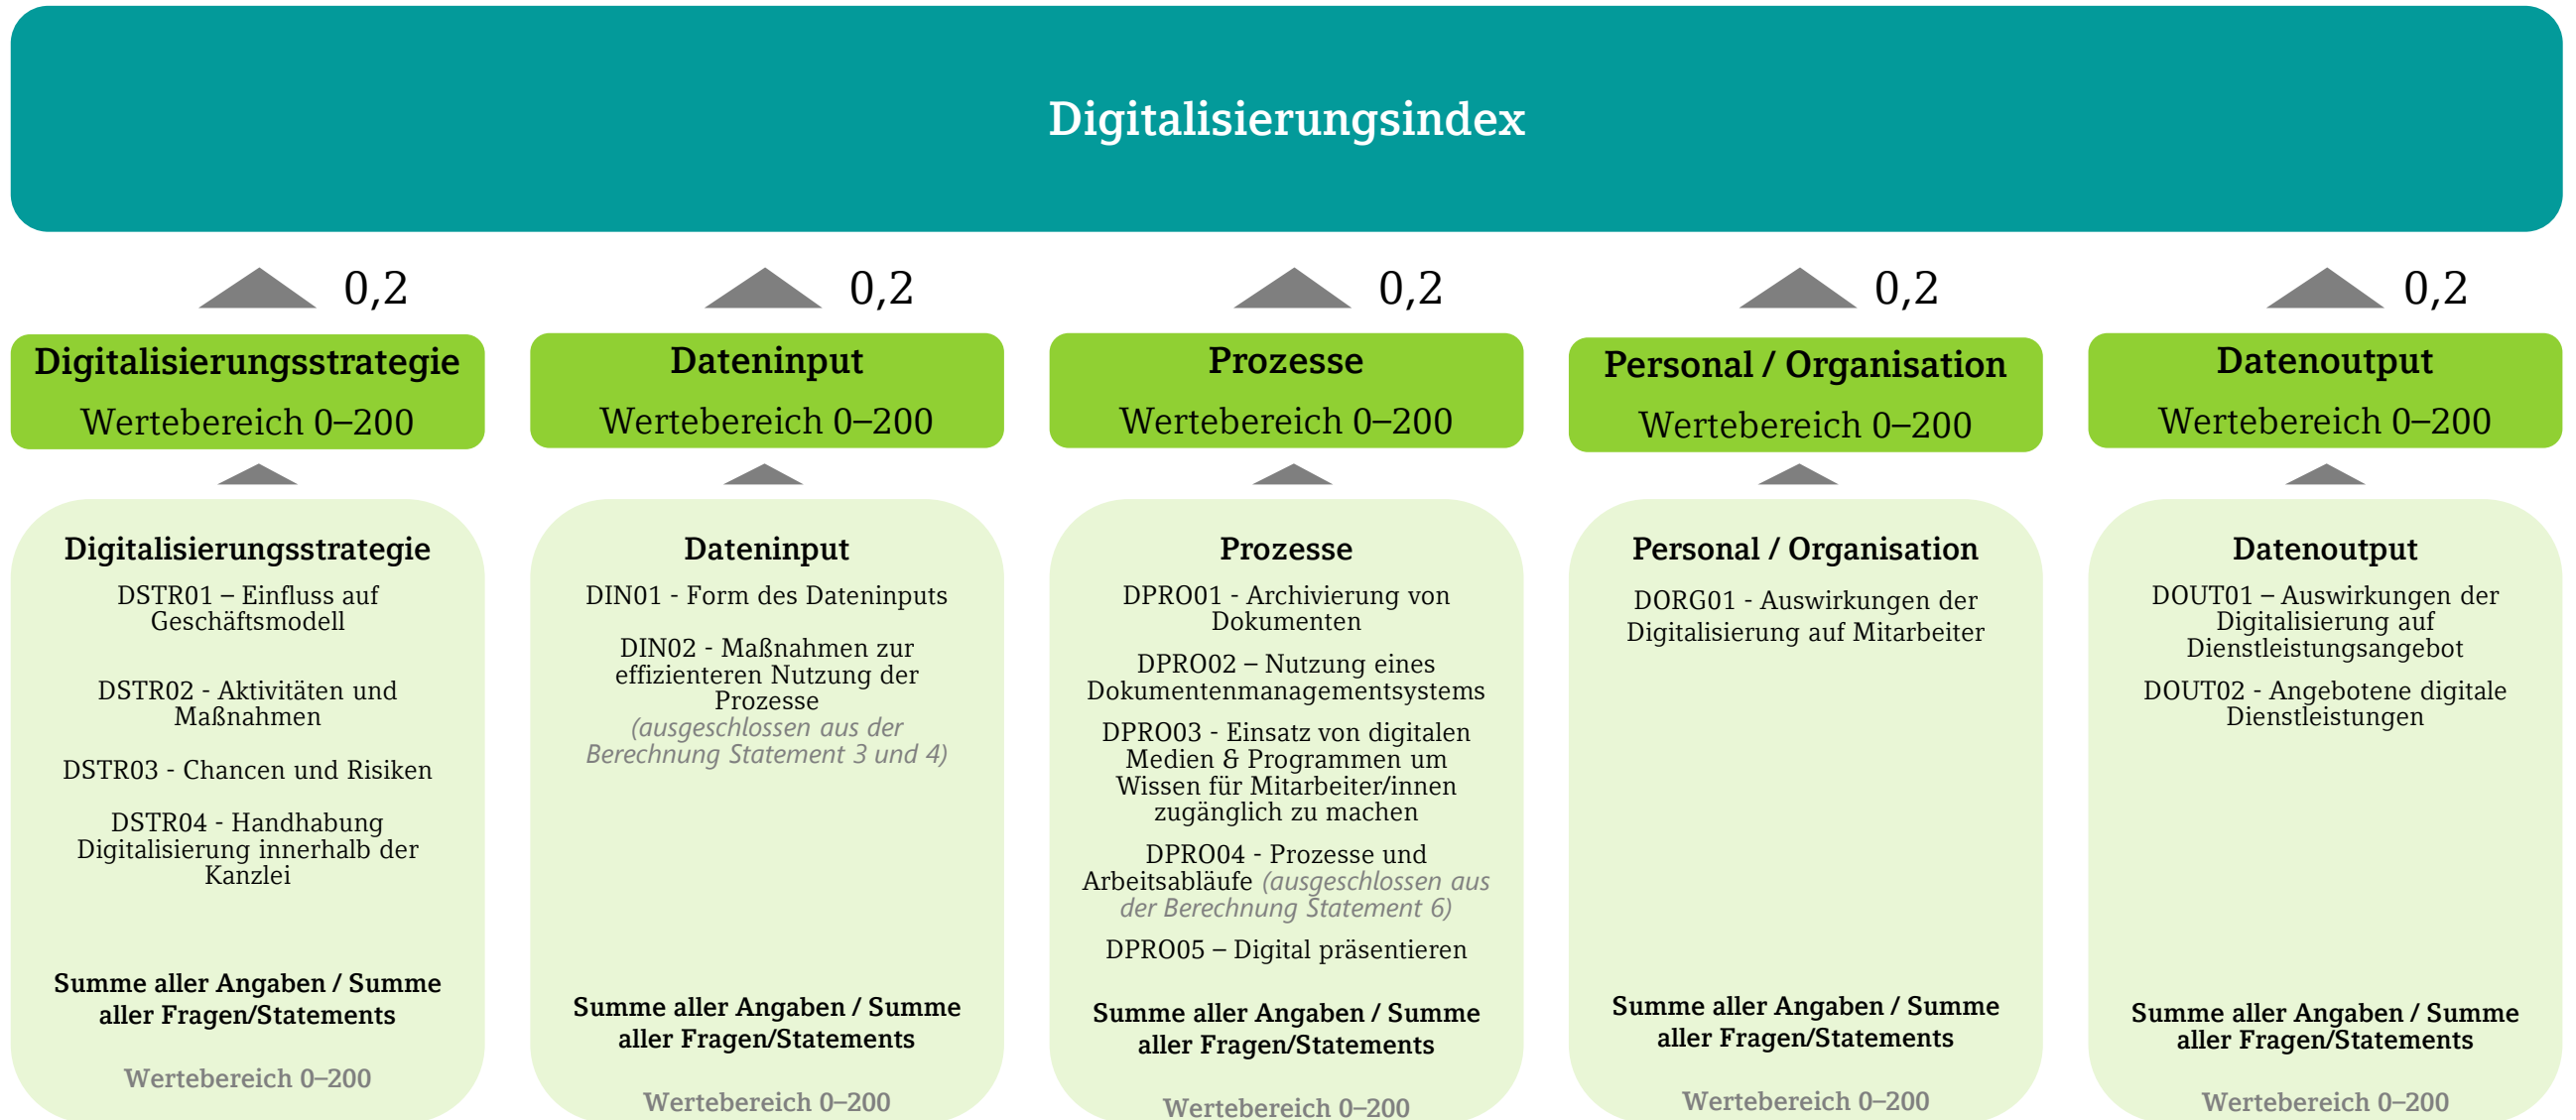 Digitalisierungsindex
0,2
0,2
0,2
0,2
0,2
Digitalisierungsstrategie
Wertebereich 0–200
Dateninput
Wertebereich 0–200
Prozesse
Wertebereich 0–200
Personal / Organisation
Wertebereich 0–200
Datenoutput
Wertebereich 0–200
Digitalisierungsstrategie
DSTR01 – Einfluss auf
Geschäftsmodell
DSTR02 - Aktivitäten und
Maßnahmen
DSTR03 - Chancen und Risiken
DSTR04 - Handhabung
Digitalisierung innerhalb der
Kanzlei
Summe aller Angaben / Summe
aller Fragen/Statements
Wertebereich 0–200
Dateninput
DIN01 - Form des Dateninputs
DIN02 - Maßnahmen zur
effizienteren Nutzung der
Prozesse
(ausgeschlossen aus der
Berechnung Statement 3 und 4)
Summe aller Angaben / Summe
aller Fragen/Statements
Wertebereich 0–200
Prozesse
DPRO01 - Archivierung von
Dokumenten
DPRO02 – Nutzung eines
Dokumentenmanagementsystems
DPRO03 - Einsatz von digitalen
Medien & Programmen um
Wissen für Mitarbeiter/innen
zugänglich zu machen
DPRO04 - Prozesse und
Arbeitsabläufe (ausgeschlossen aus
der Berechnung Statement 6)
DPRO05 – Digital präsentieren
Summe aller Angaben / Summe
aller Fragen/Statements
Wertebereich 0–200
Personal / Organisation
DORG01 - Auswirkungen der
Digitalisierung auf Mitarbeiter
Summe aller Angaben / Summe
aller Fragen/Statements
Wertebereich 0–200
Datenoutput
DOUT01 – Auswirkungen der
Digitalisierung auf
Dienstleistungsangebot
DOUT02 - Angebotene digitale
Dienstleistungen
Summe aller Angaben / Summe
aller Fragen/Statements
Wertebereich 0–200